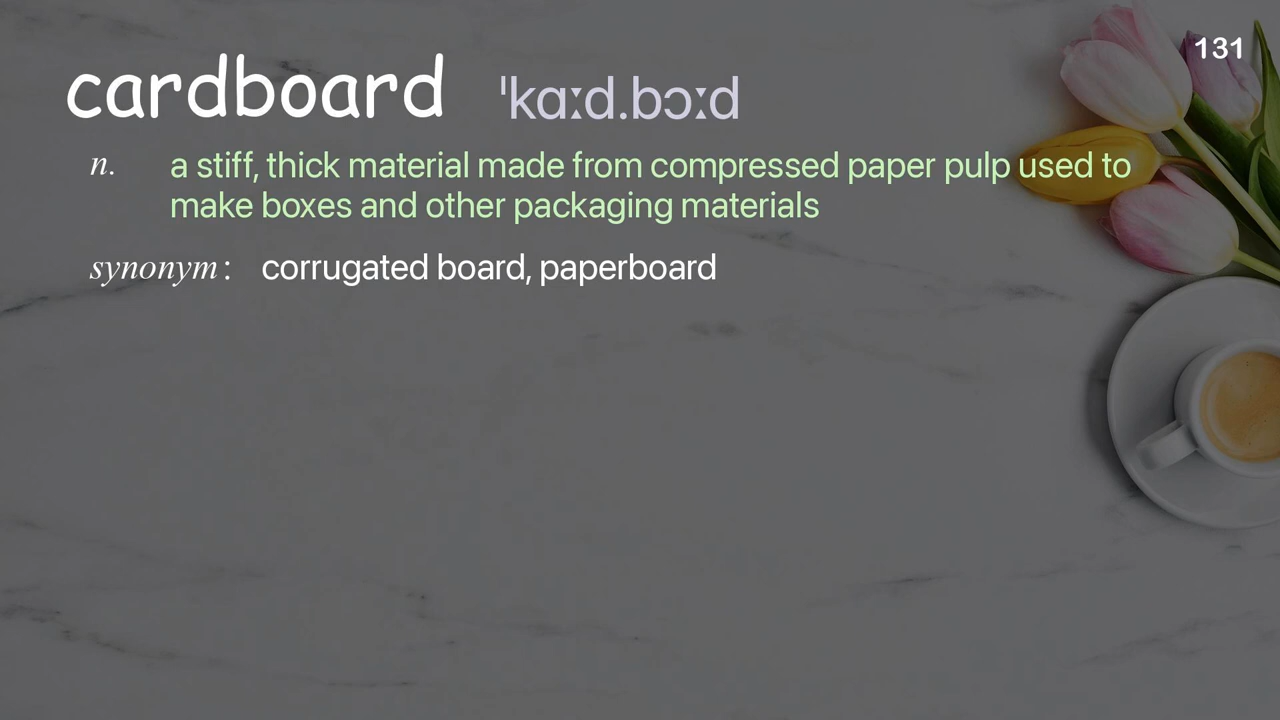 131
cardboard ˈkɑːd.bɔːd
n. a stiff, thick material made from compressed paper pulp used to
make boxes and other packaging materials
synonym: corrugated board, paperboard